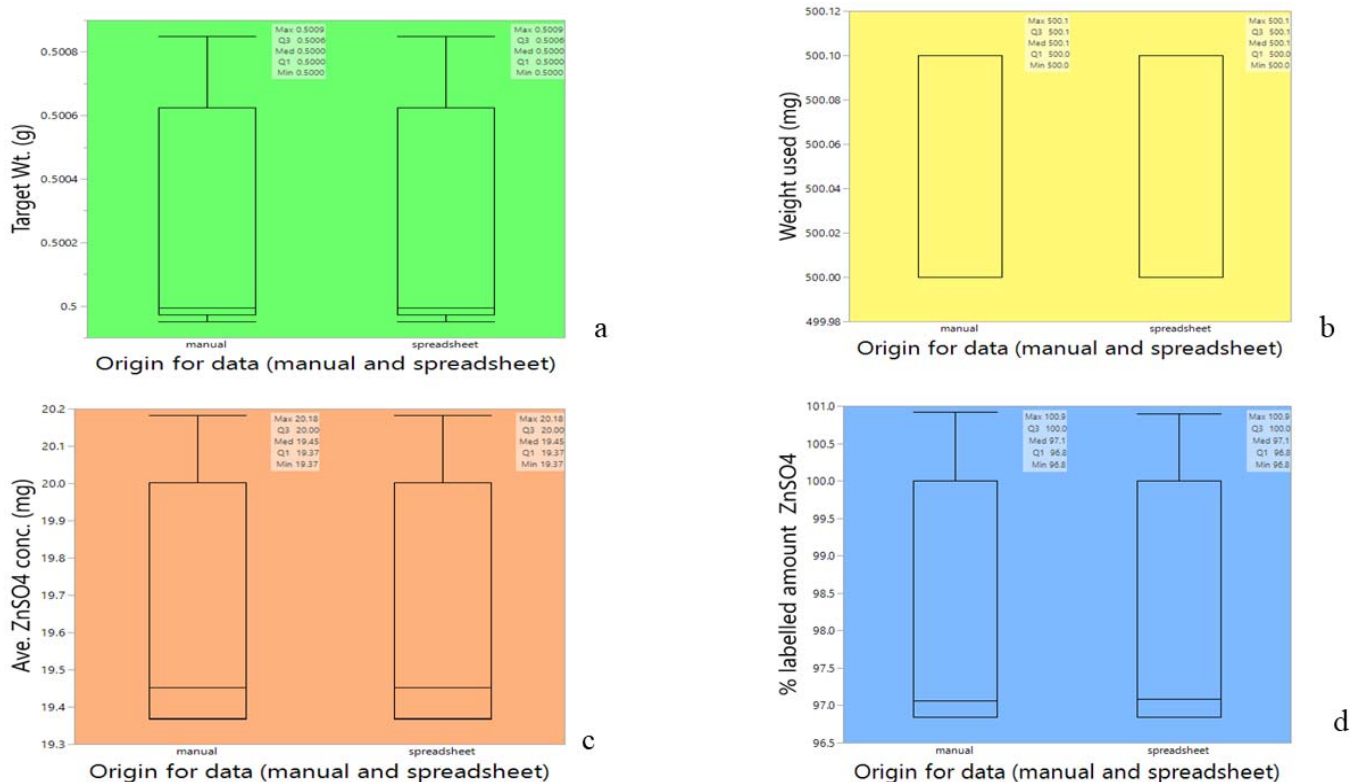 Target Wt. (g)
0.5008
0.5006
0.5004
0.5002
0.5
Max 0.5009
Q3 0.5006
Med 0.5000
Q1 0.5000
Min 0.5000
Max 0.5009
Q3 0.5006
Med 0.5000
Q1 0.5000
Min 0.5000
manual
spreadsheet
Origin for data (manual and spreadsheet)
a
Weight used (mg)
500.12
500.10
500.08
500.06
500.04
500.02
500.00
499.98
Max 500.1
Q3 500.1
Med 500.1
Q1 500.0
Min 500.0
Max 500.1
Q3 500.1
Med 500.1
Q1 500.0
Min 500.0
manual
spreadsheet
Origin for data (manual and spreadsheet)
b
Ave. ZnSO4 conc. (mg)
20.2
20.1
20.0
19.9
19.8
19.7
19.6
19.5
19.4
19.3
Max 20.18
Q3 20.00
Med 19.45
Q1 19.37
Min 19.37
Max 20.18
Q3 20.00
Med 19.45
Q1 19.37
Min 19.37
manual
spreadsheet
Origin for data (manual and spreadsheet)
c
% labelled amount ZnSO4
101.0
100.5
100.0
99.5
99.0
98.5
98.0
97.5
97.0
96.5
Max 100.9
Q3 100.0
Med 97.1
Q1 96.8
Min 96.8
Max 100.9
Q3 100.0
Med 97.1
Q1 96.8
Min 96.8
manual
spreadsheet
Origin for data (manual and spreadsheet)
d